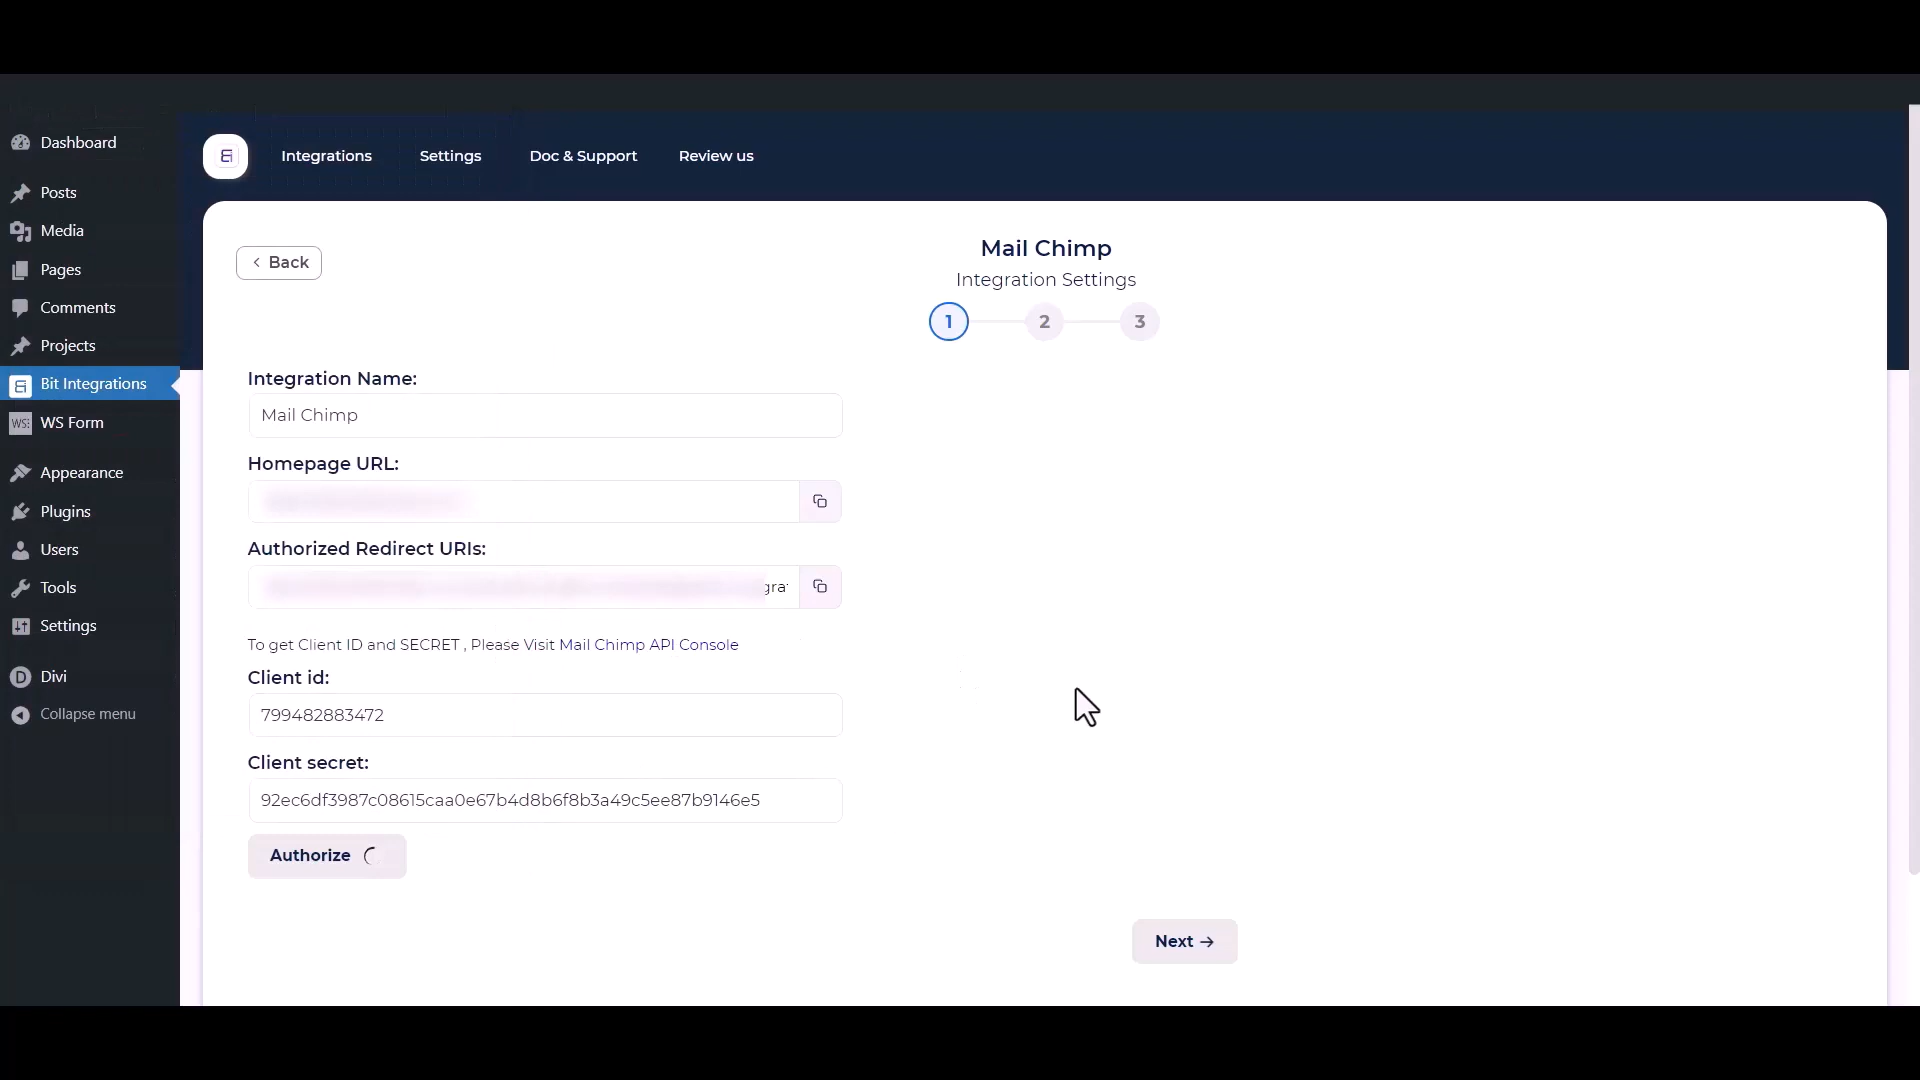 Dashboard
Posts
Media
Pages
Comments
Projects
Bit Integrations
WS Form
Appearance
Plugins
Users
Tools
Settings
Divi
Collapse menu
Integrations
Settings
Doc & Support
Review us
Back
Mail Chimp
Integration Settings
1
2
3
Integration Name:
Mail Chimp
Homepage URL:
Authorized Redirect URIs:
To get Client ID and SECRET , Please Visit Mail Chimp API Console
Client id:
799482883472
Client secret:
92ec6df3987c08615caa0e67b4d8b6f8b3a49c5ee87b9146e5
Authorize
Next →